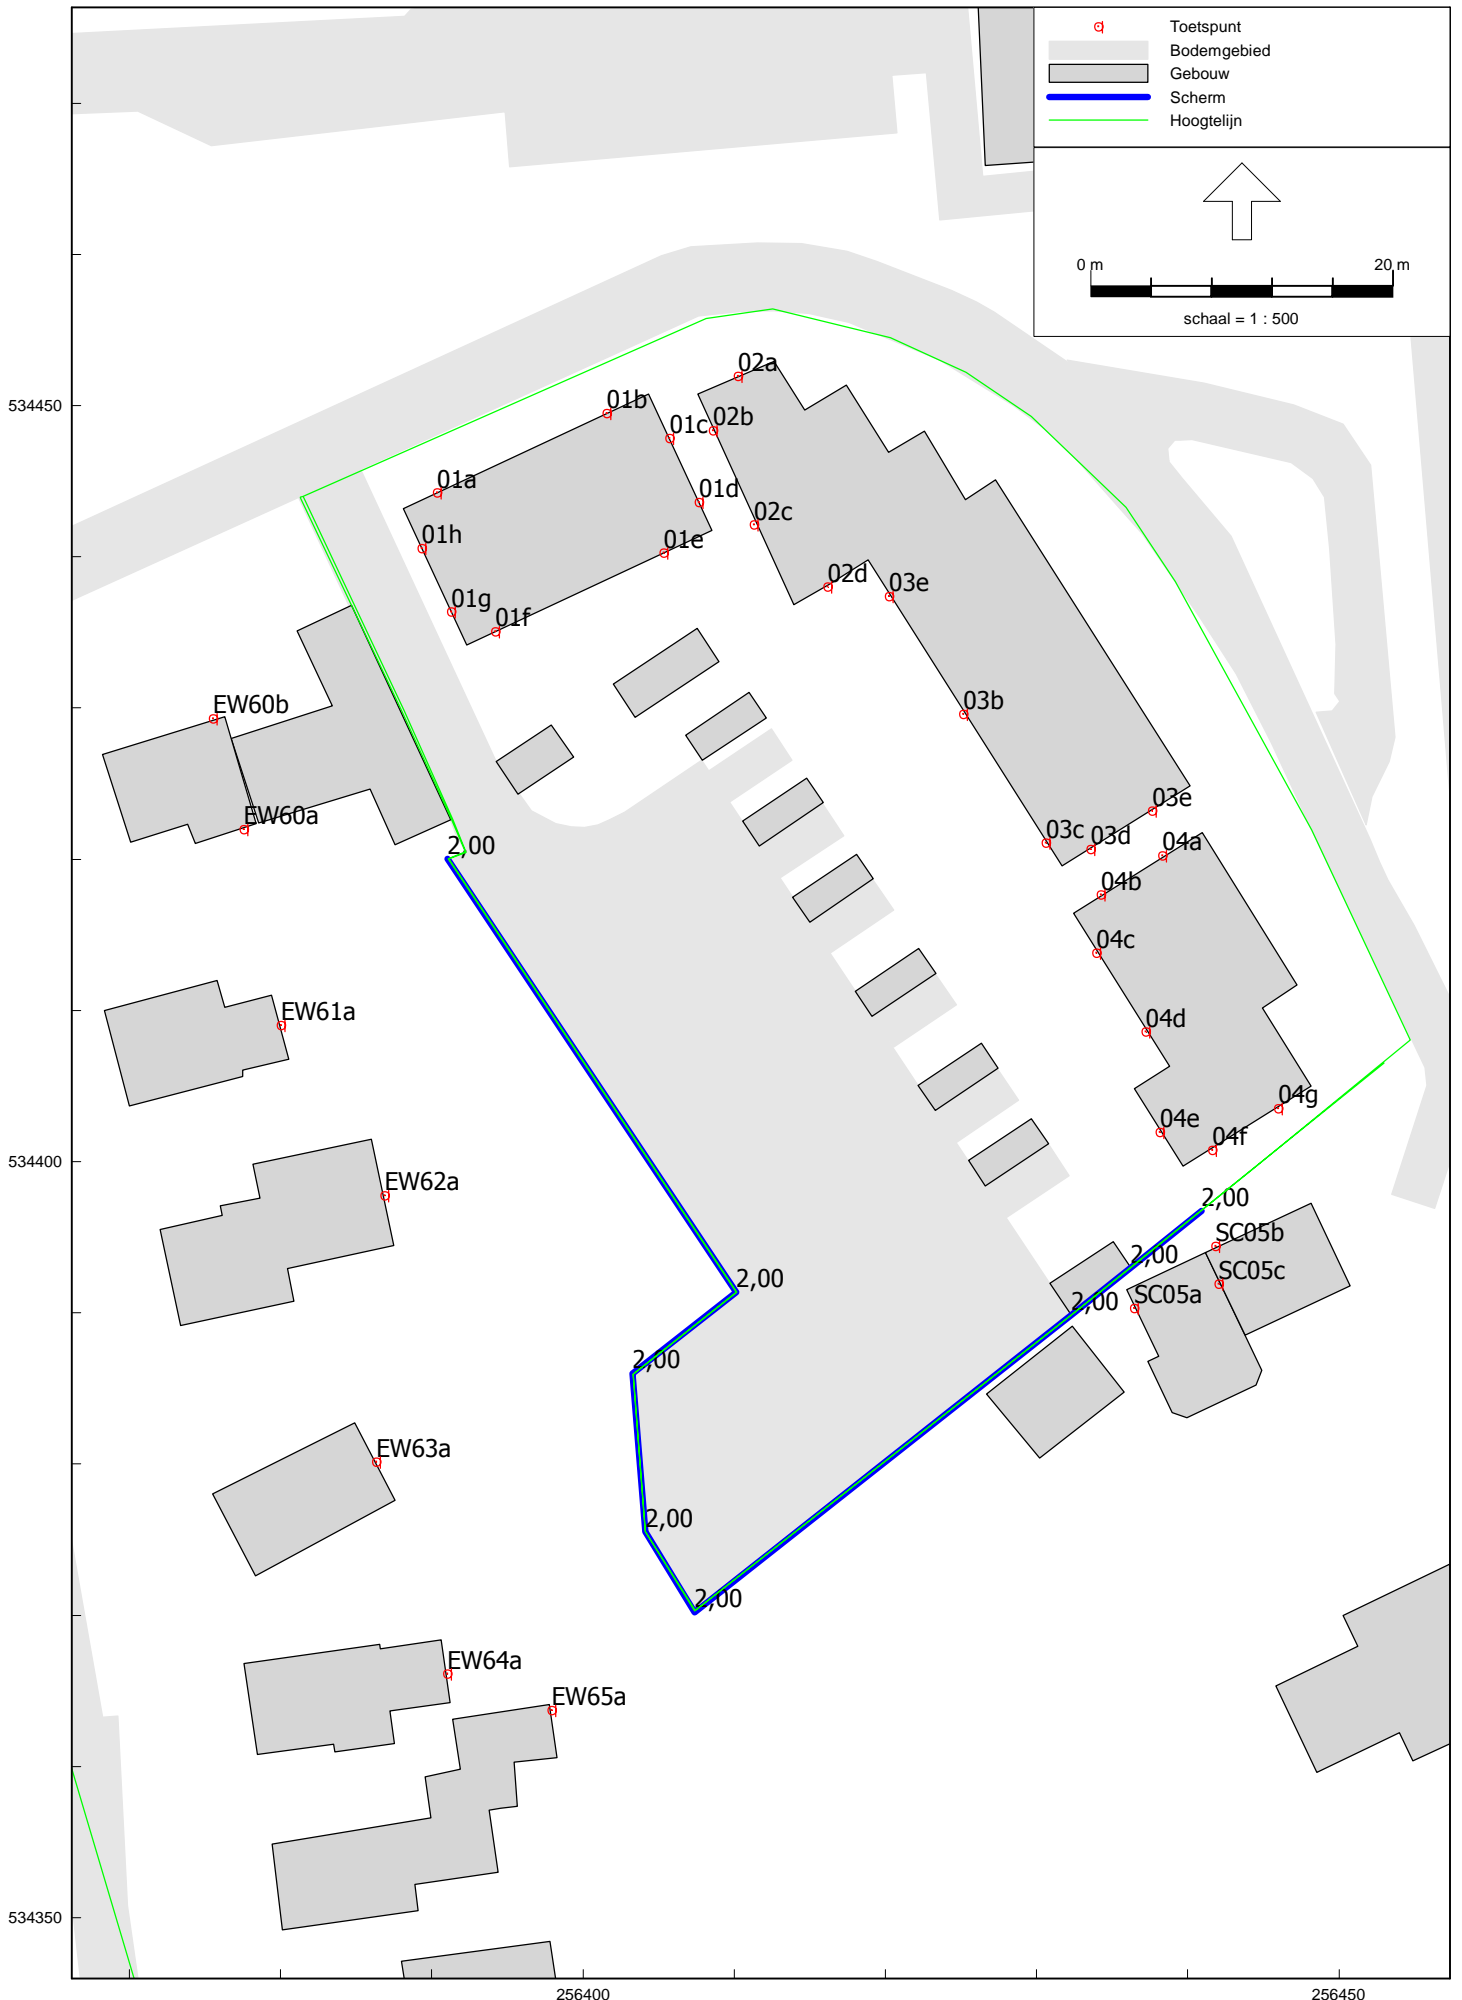 Toetspunt
Bodemgebied
Gebouw
Scherm
Hoogtelijn
0 m
20 m
schaal = 1 : 500
02a
01b
534450
01c
02b
01a
01d
02c
01h
01e
02d
03e
01g
01f
EW60b
03b
03e
EW60a
03c
03d
2,00
04a
04b
04c
EW61a
04d
04g
04e
04f
534400
EW62a
2,00
SC05b
2,00
2,00
SC05c
SC05a
2,00
2,00
EW63a
2,00
2,00
EW64a
EW65a
534350
256400
256450